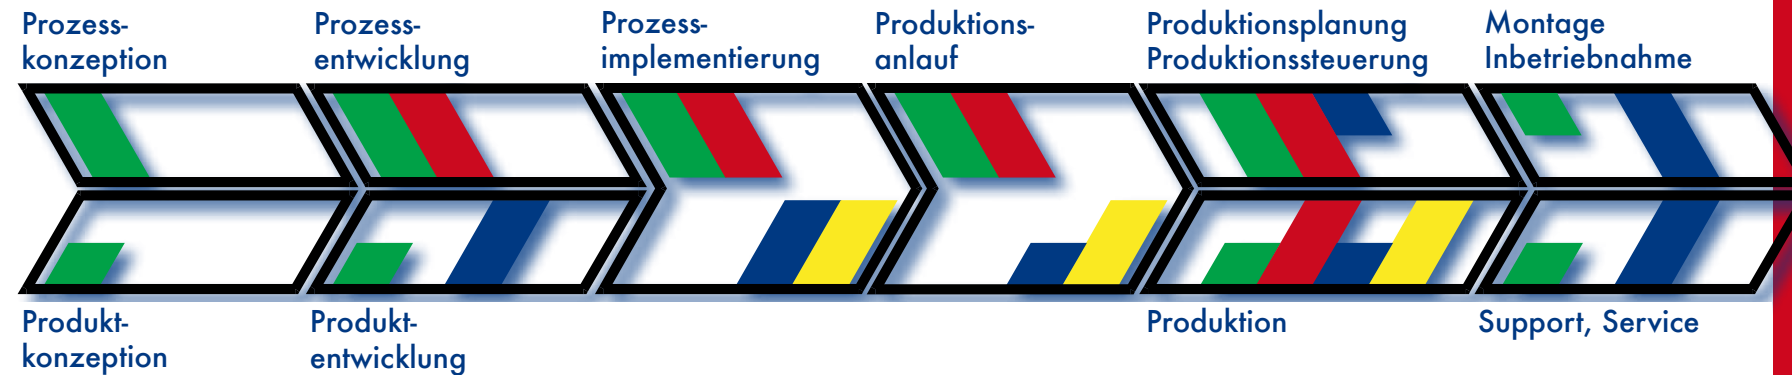 Prozess-
konzeption
Prozess-
entwicklung
Prozess-
implementierung
Produktions-
anlauf
Produktionsplanung
Produktionssteuerung
Montage
Inbetriebnahme
Produkt-
konzeption
Produkt-
entwicklung
Produktion
Support, Service